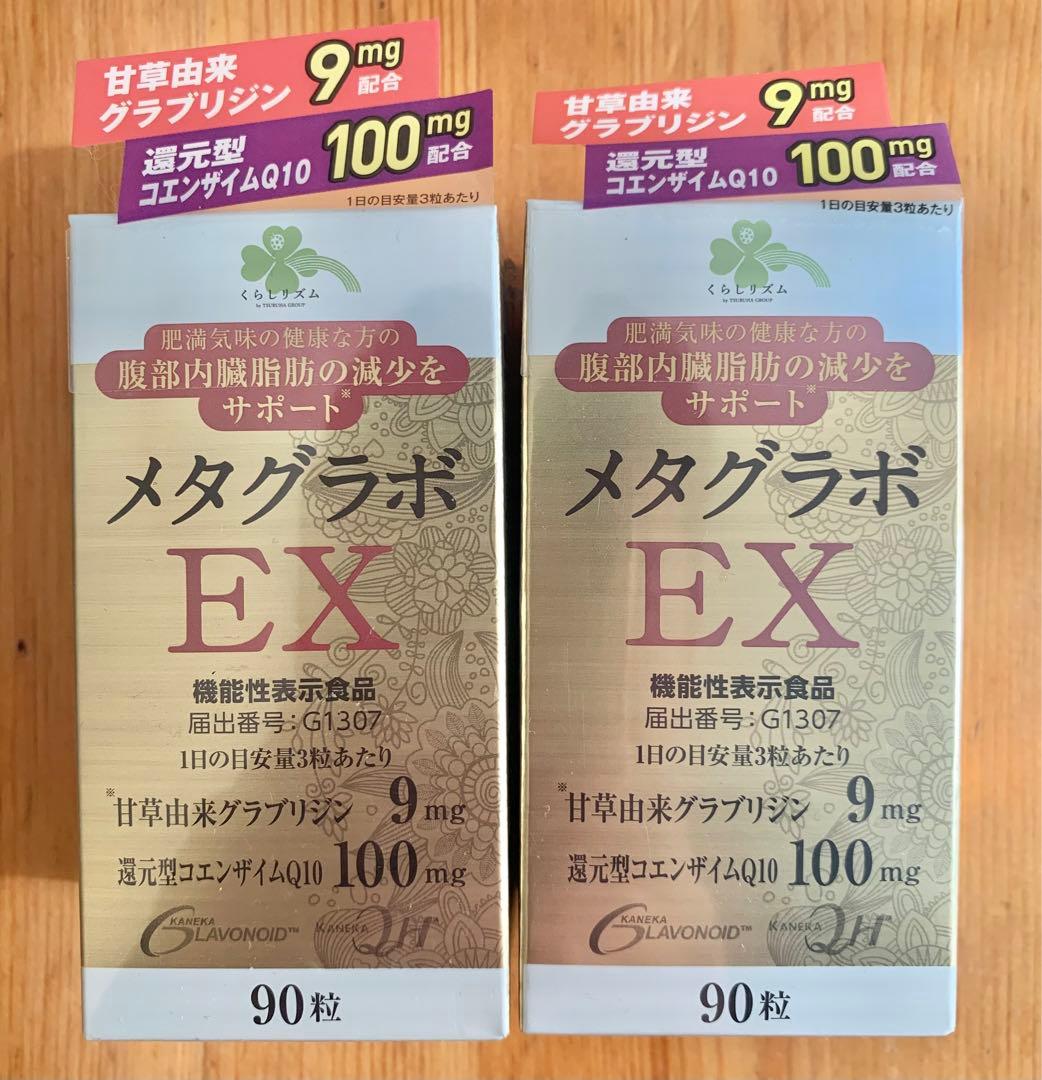 甘草由来
グラブリジン 9mg 配合
還元型
コエンザイムQ10 100mg 配合
1日の目安量3粒あたり
くらしリズム
by TSURUHA GROUP
肥満気味の健康な方の
腹部内臓脂肪の減少を
サポート※
メタグラボ
EX
機能性表示食品
届出番号:G1307
1日の目安量3粒あたり
※甘草由来グラブリジン 9mg
還元型コエンザイムQ10 100mg
KANEKA GLAVONOID™ KANEKA QH™
90粒
甘草由来
グラブリジン 9mg 配合
還元型
コエンザイムQ10 100mg 配合
1日の目安量3粒あたり
くらしリズム
by TSURUHA GROUP
肥満気味の健康な方の
腹部内臓脂肪の減少を
サポート※
メタグラボ
EX
機能性表示食品
届出番号:G1307
1日の目安量3粒あたり
※甘草由来グラブリジン 9mg
還元型コエンザイムQ10 100mg
KANEKA GLAVONOID™ KANEKA QH™
90粒